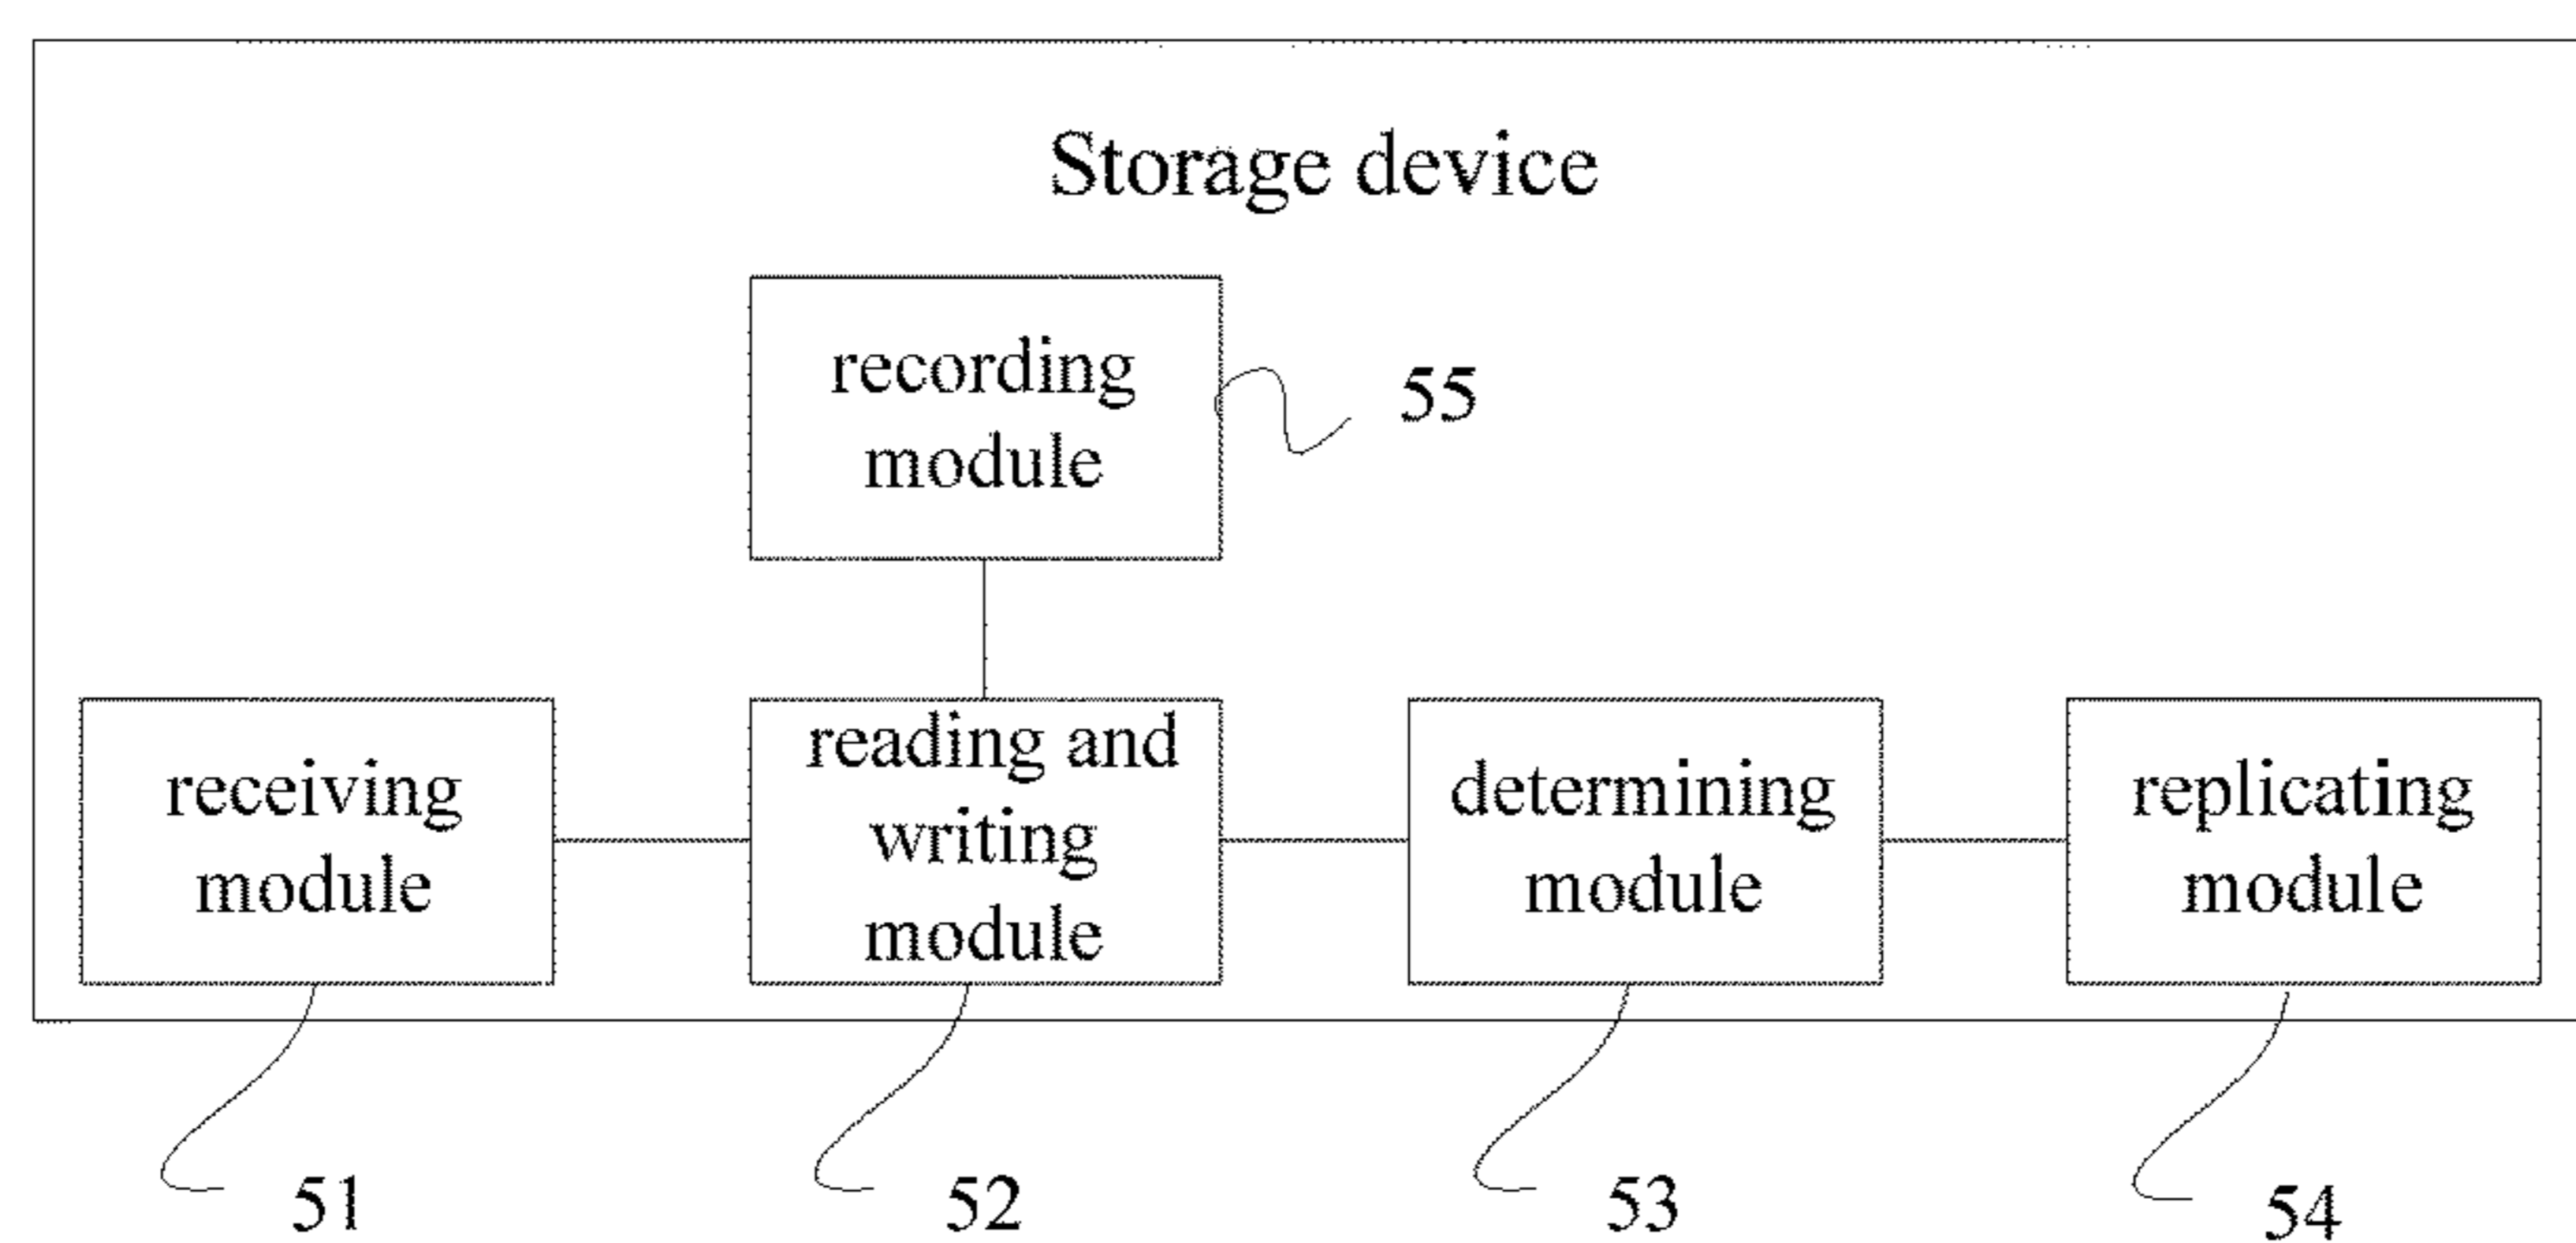 Storage device
recording
module
55
receiving
module
reading and
writing
module
determining
module
replicating
module
51
52
53
54